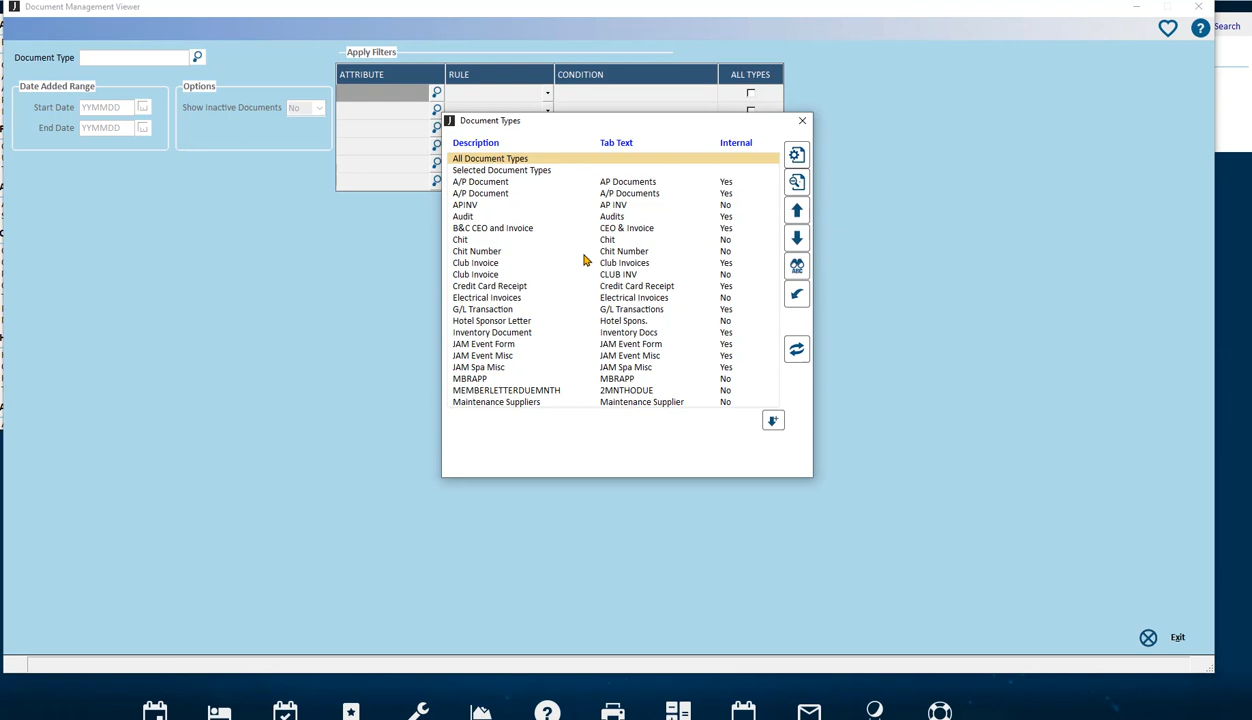 Document Management Viewer
Search
Document Type
Apply Filters
ATTRIBUTE RULE CONDITION ALL TYPES
Date Added Range
Start Date YYMMDD
End Date YYMMDD
Options
Show Inactive Documents No
Document Types
Description Tab Text Internal
All Document Types
Selected Document Types
A/P Document AP Documents Yes
A/P Document A/P Documents Yes
APINV AP INV No
Audit Audits Yes
B&C CEO and Invoice CEO & Invoice Yes
Chit Chit No
Chit Number Chit Number No
Club Invoice Club Invoices Yes
Club Invoice CLUB INV No
Credit Card Receipt Credit Card Receipt Yes
Electrical Invoices Electrical Invoices No
G/L Transaction G/L Transactions Yes
Hotel Sponsor Letter Hotel Spons. No
Inventory Document Inventory Docs Yes
JAM Event Form JAM Event Form Yes
JAM Event Misc JAM Event Misc Yes
JAM Spa Misc JAM Spa Misc Yes
MBRAPP MBRAPP No
MEMBERLETTERDUEMNTH 2MNTHODUE No
Maintenance Suppliers Maintenance Supplier No
ABC
Exit